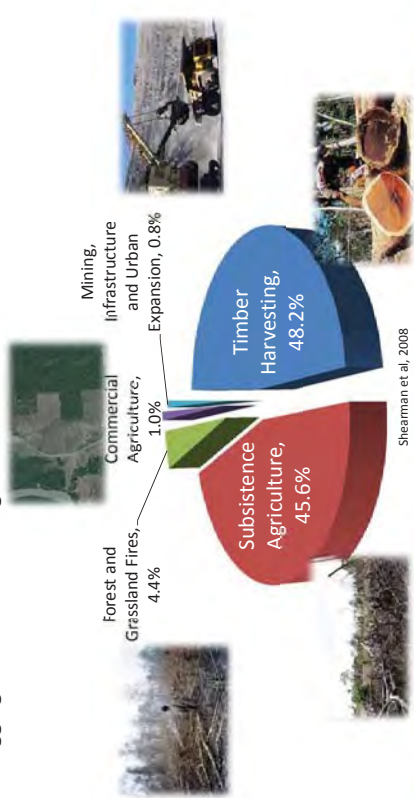 Forest and
Grassland Fires,
4.4%
Commercial
Agriculture,
1.0%
Mining,
Infrastructure
and Urban
Expansion, 0.8%
Subsistence
Agriculture,
45.6%
Timber
Harvesting,
48.2%
Shearman et al, 2008